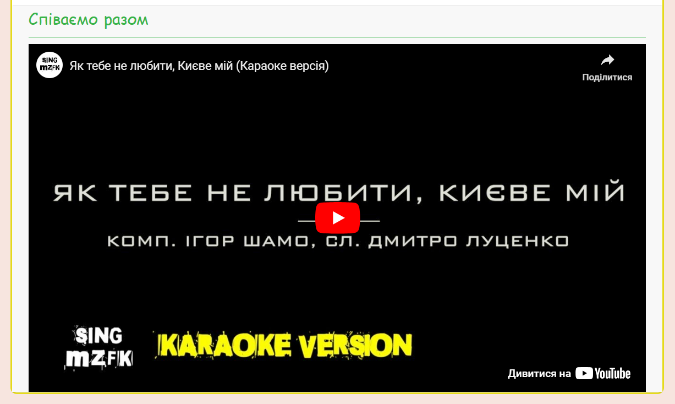 Співаємо разом
SING
mZFK
Як тебе не любити, Києве мій (Караоке версія)
Поділитися
ЯК ТЕБЕ НЕ ЛЮБИТИ, КИЄВЕ МІЙ
КОМП. ІГОР ШАМО, СЛ. ДМИТРО ЛУЦЕНКО
SING
mZFK
KARAOKE VERSION
Дивитися на YouTube